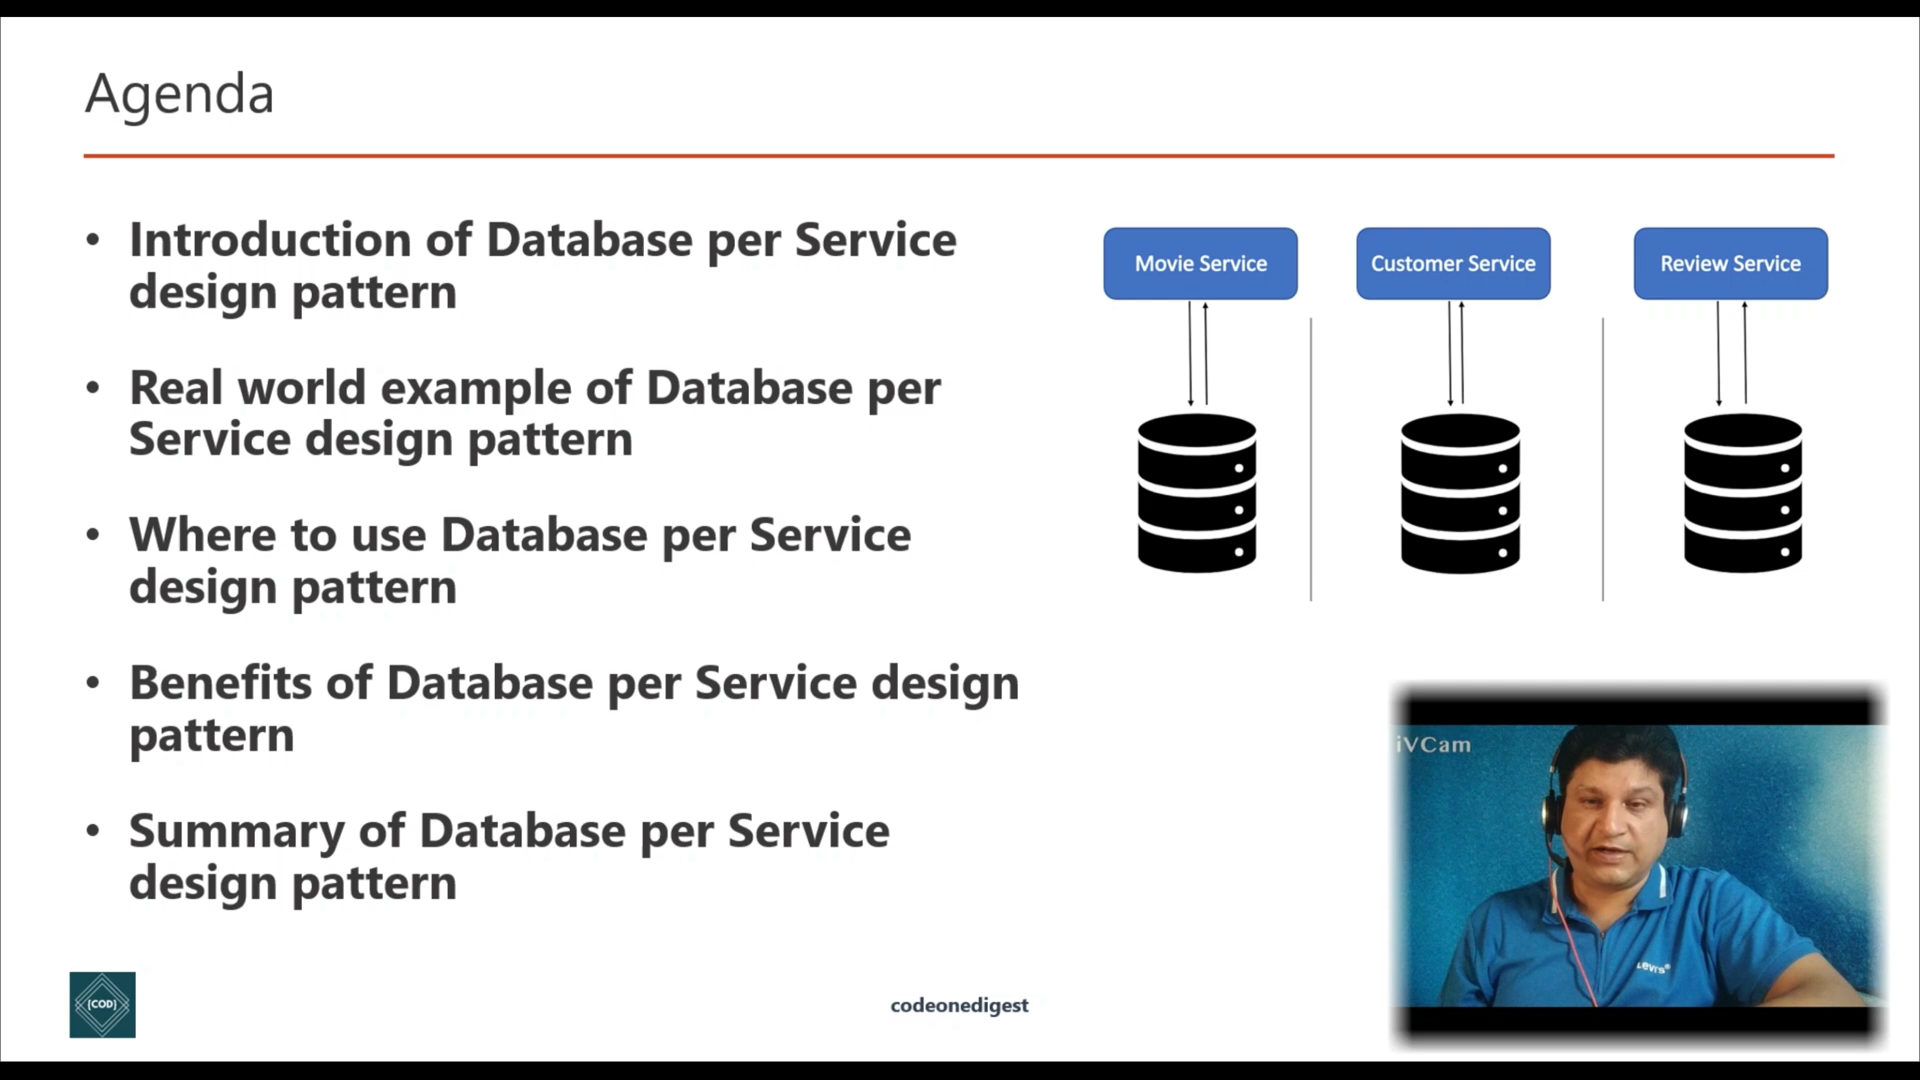 Agenda
• Introduction of Database per Service
design pattern
• Real world example of Database per
Service design pattern
• Where to use Database per Service
design pattern
• Benefits of Database per Service design
pattern
• Summary of Database per Service
design pattern
Movie Service
Customer Service
Review Service
iVCam
Levi's®
{COD}
codeonedigest